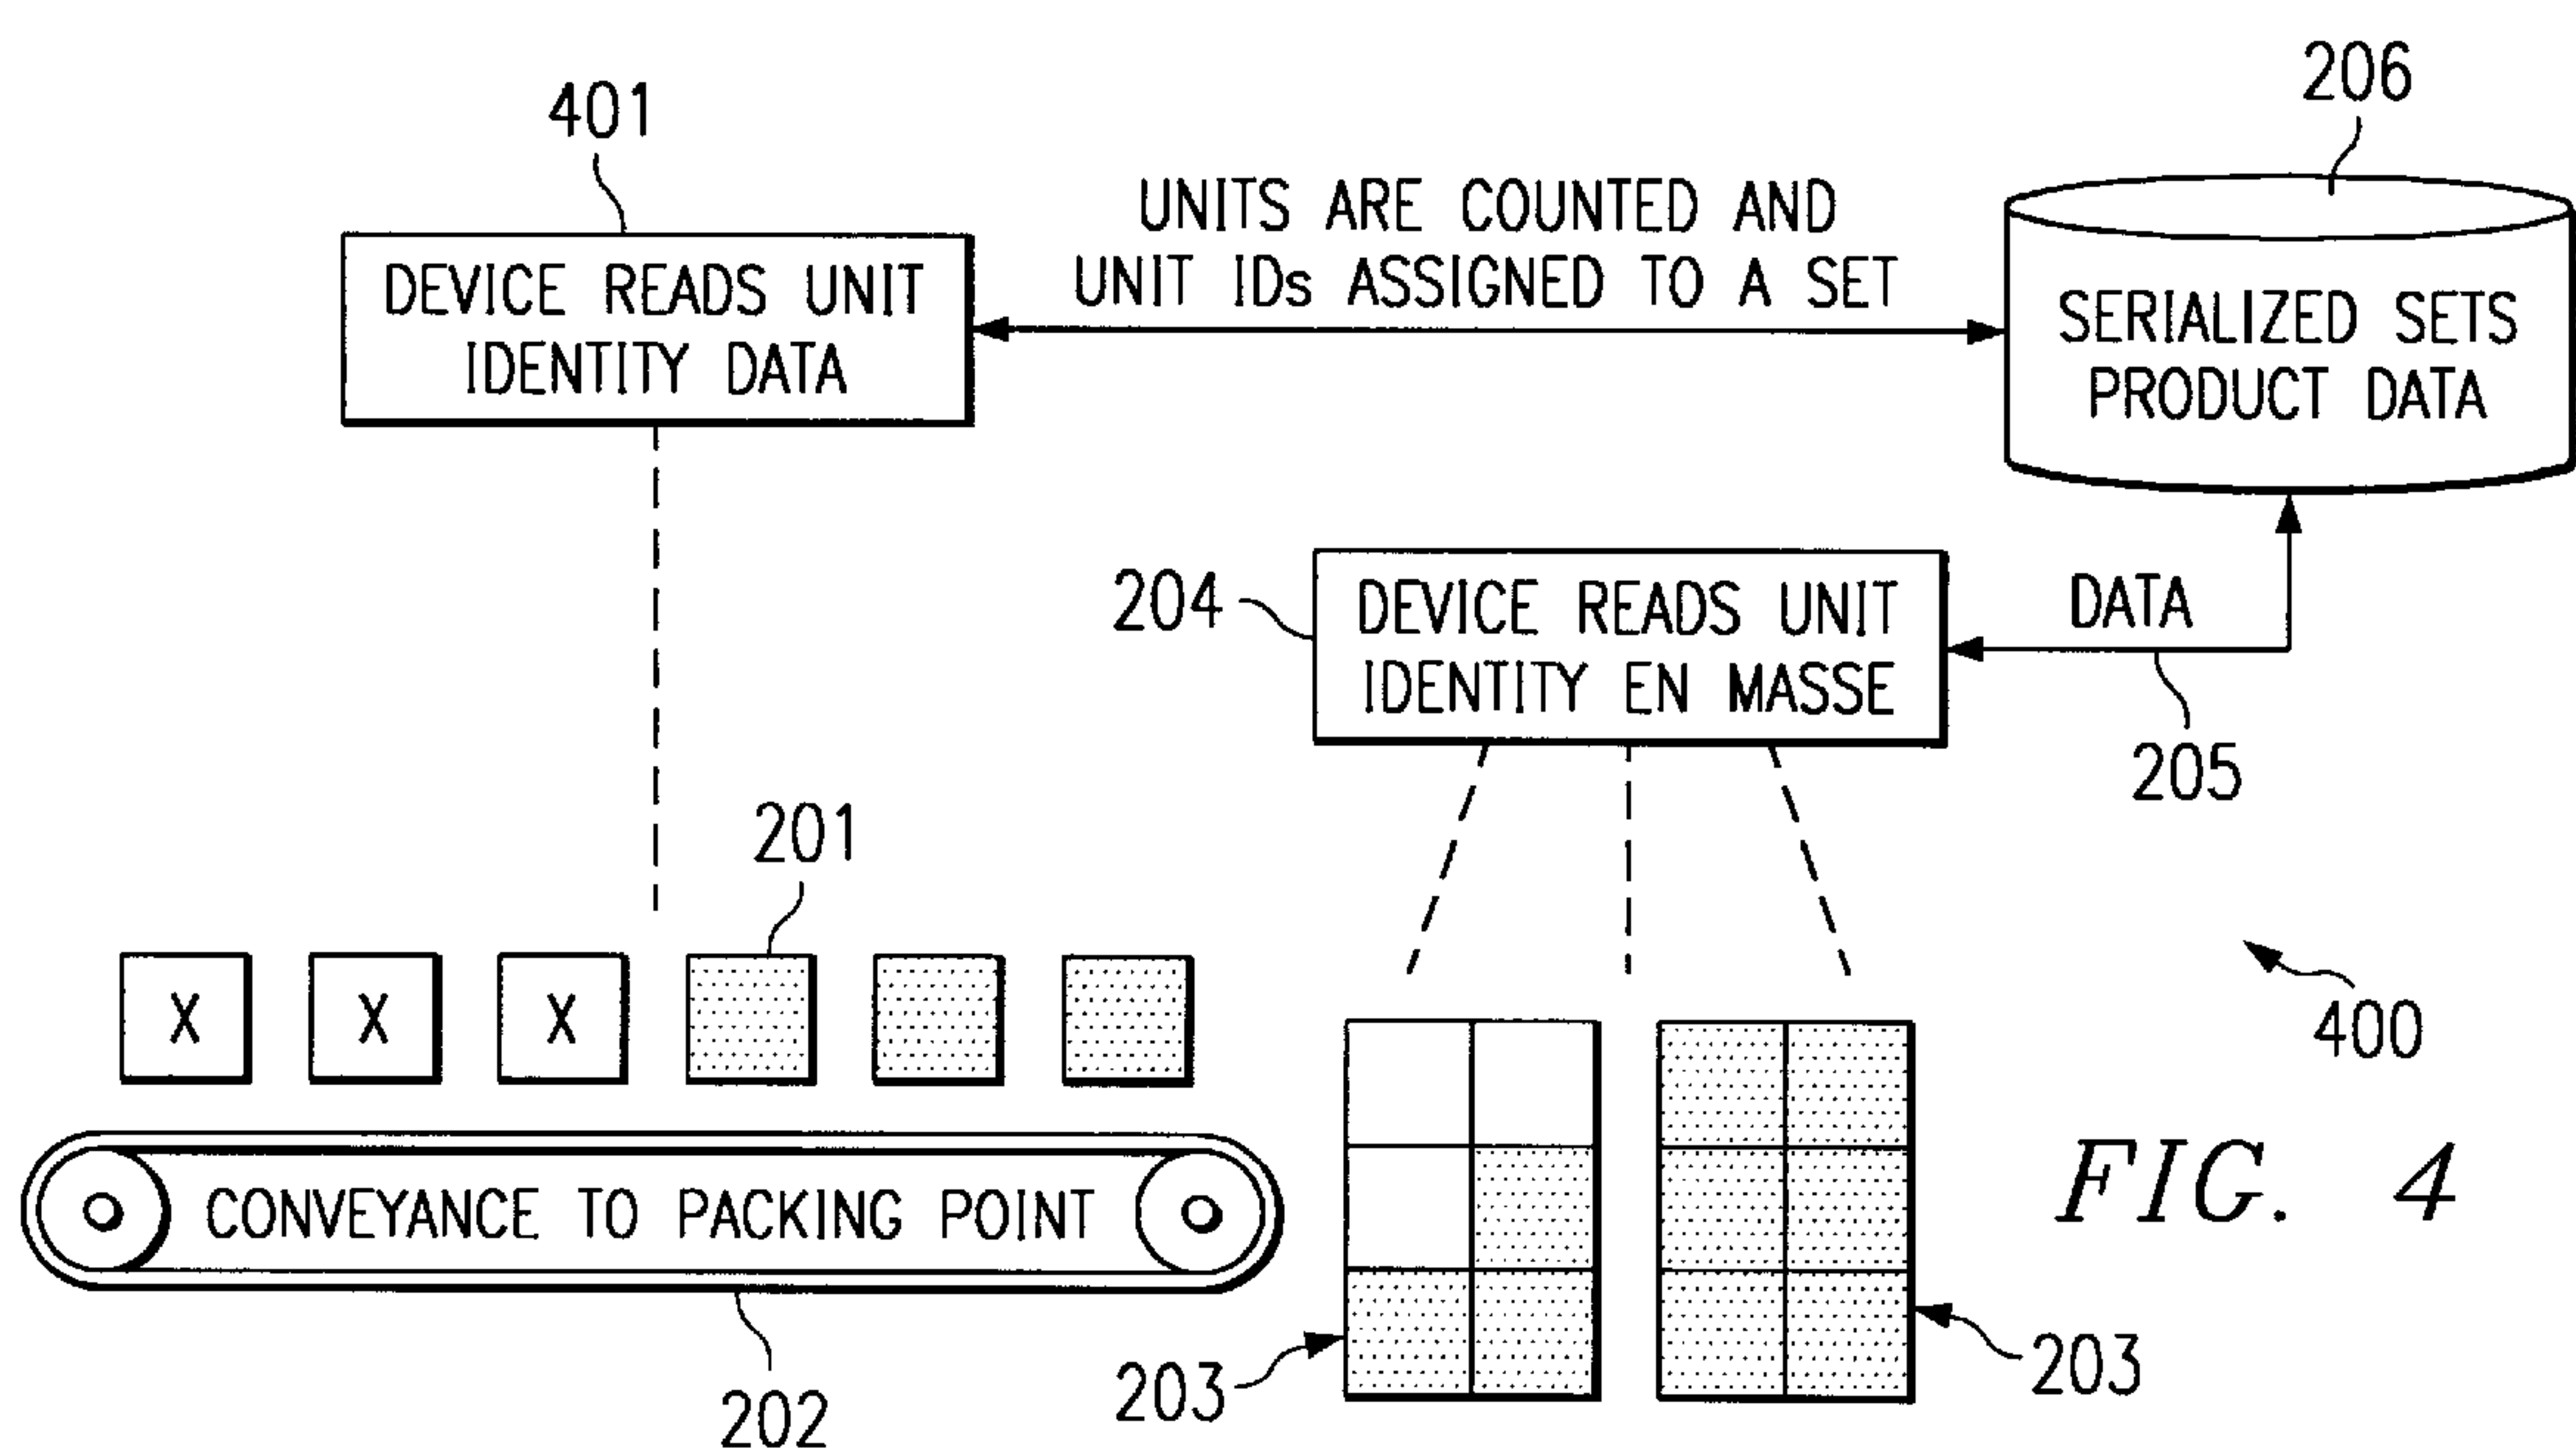 206
401
UNITS ARE COUNTED AND
UNIT IDs ASSIGNED TO A SET
DEVICE READS UNIT
IDENTITY DATA
SERIALIZED SETS
PRODUCT DATA
204
DEVICE READS UNIT
IDENTITY EN MASSE
DATA
205
201
X X X
400
CONVEYANCE TO PACKING POINT
FIG. 4
203
203
202